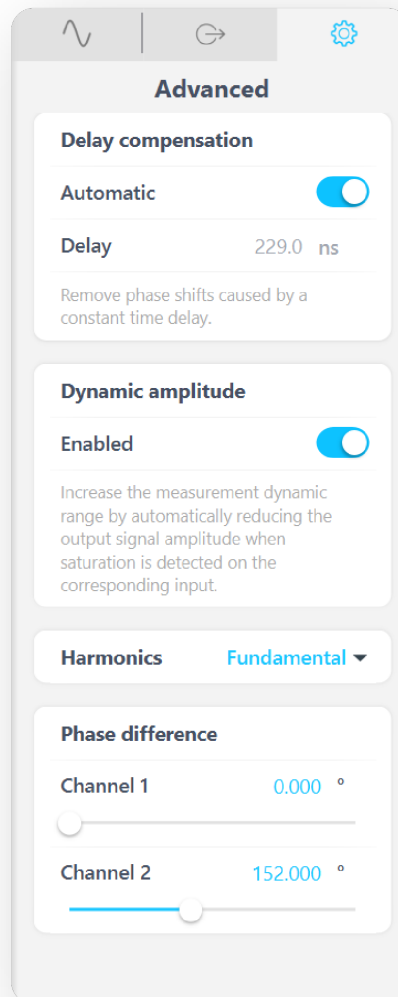 Advanced
Delay compensation
Automatic
Delay 229.0 ns
Remove phase shifts caused by a
constant time delay.
Dynamic amplitude
Enabled
Increase the measurement dynamic
range by automatically reducing the
output signal amplitude when
saturation is detected on the
corresponding input.
Harmonics Fundamental
Phase difference
Channel 1 0.000 °
Channel 2 152.000 °